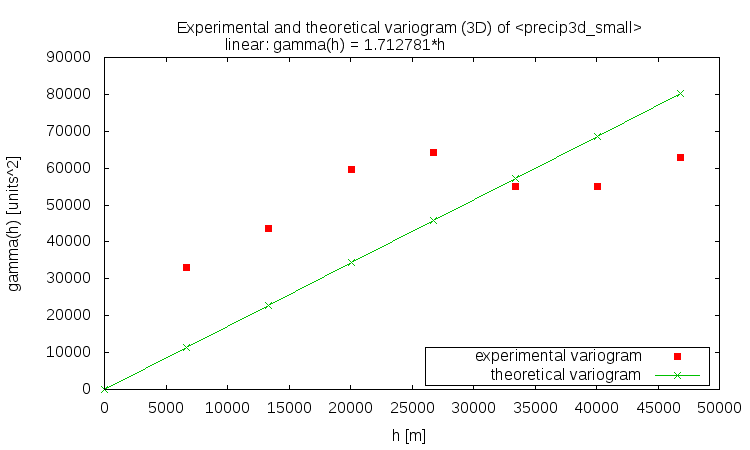 Experimental and theoretical variogram (3D) of <precip3d_small>
linear: gamma(h) = 1.712781*h
90000
80000
70000
60000
50000
40000
30000
20000
10000
0
gamma(h) [units^2]
experimental variogram
theoretical variogram
0 5000 10000 15000 20000 25000 30000 35000 40000 45000 50000
h [m]